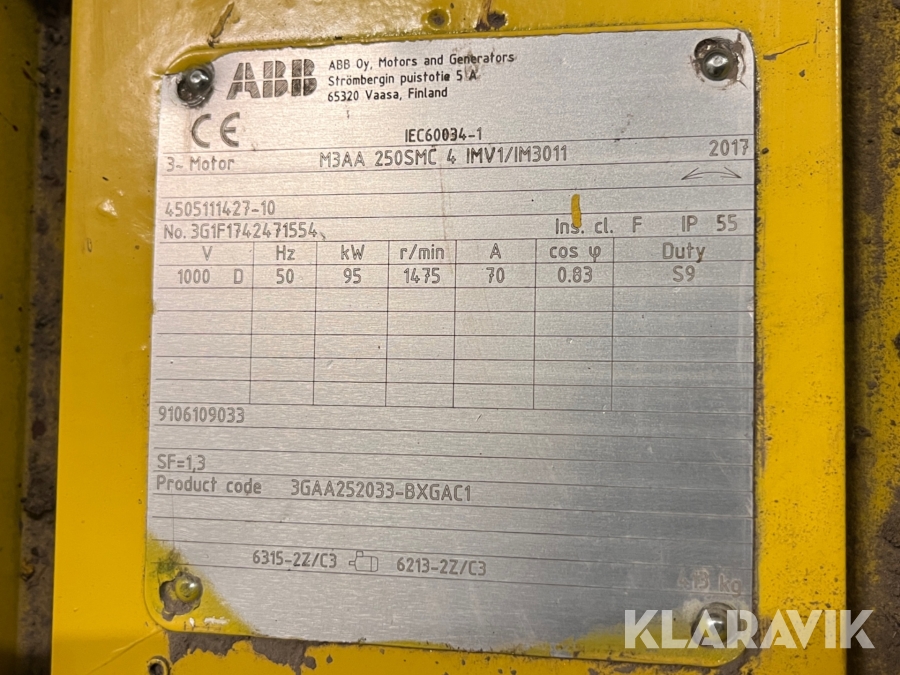 ABB
ABB Oy, Motors and Generators
Strömbergin puistotie 5 A
65320 Vaasa, Finland
CE
IEC60034-1
3~ Motor M3AA 250SMC 4 IMV1/IM3011 2017
4505111427-10
No. 3G1F1742471554 Ins. cl. F IP 55
V Hz kW r/min A cos φ Duty
1000 D 50 95 1475 70 0.83 S9
9106109033
SF=1,3
Product code 3GAA252033-BXGAC1
6315-2Z/C3 6213-2Z/C3
kg
KLARAVIK